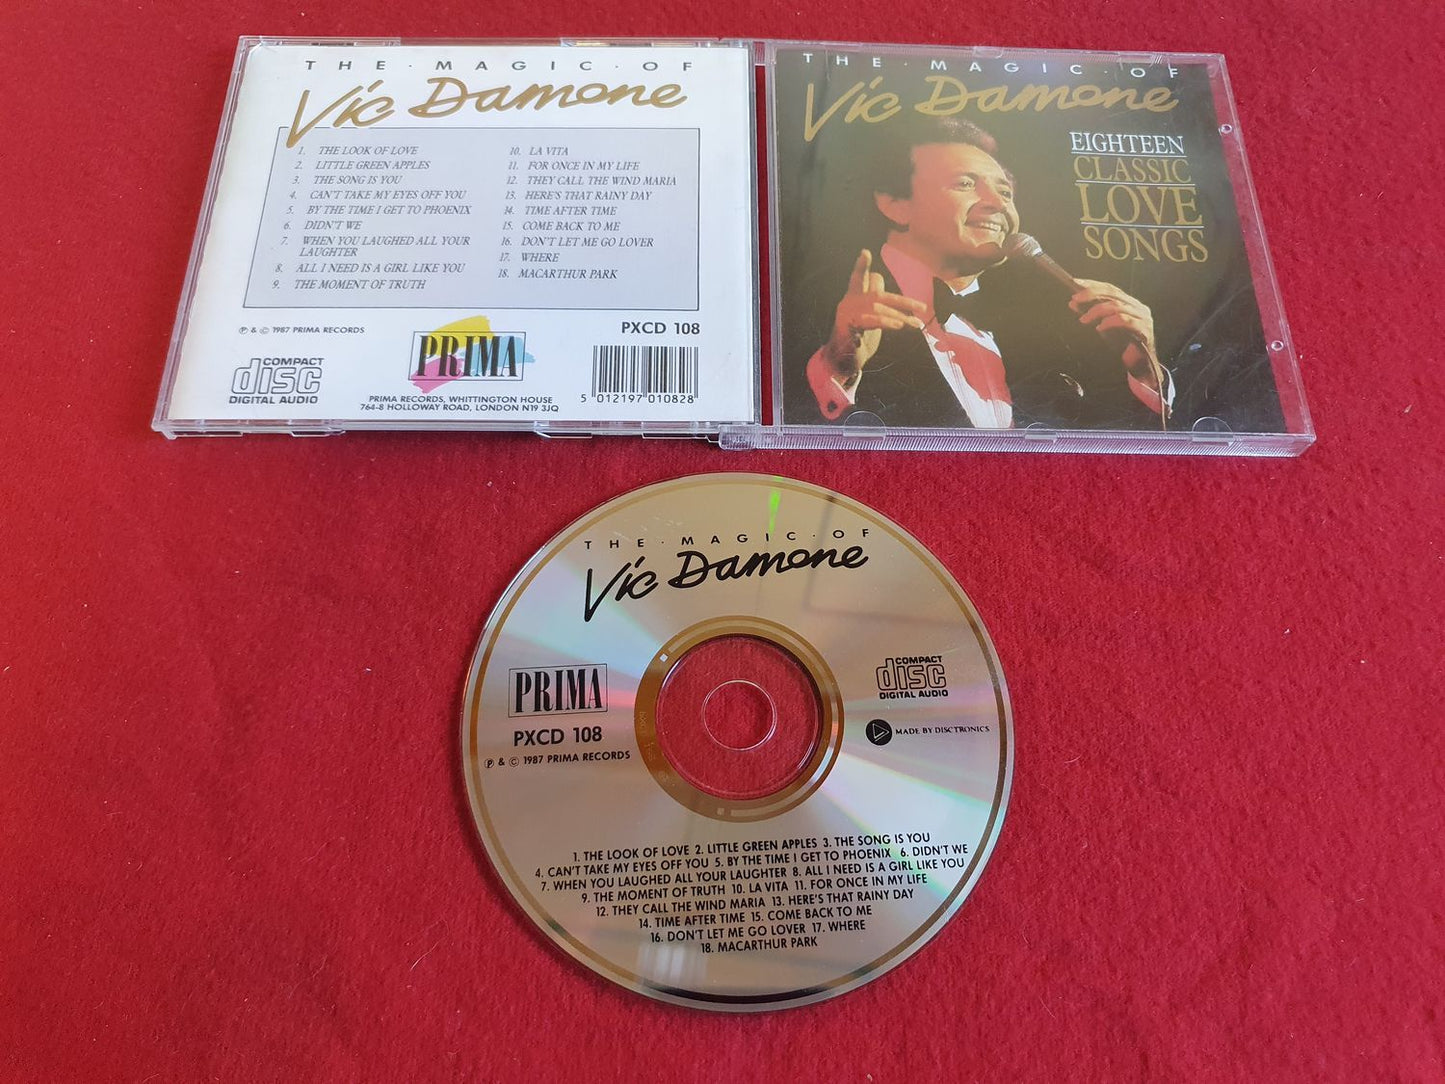 THE · MAGIC · OF
Vic Damone
1. THE LOOK OF LOVE
2. LITTLE GREEN APPLES
3. THE SONG IS YOU
4. CAN'T TAKE MY EYES OFF YOU
5. BY THE TIME I GET TO PHOENIX
6. DIDN'T WE
7. WHEN YOU LAUGHED ALL YOUR
LAUGHTER
8. ALL I NEED IS A GIRL LIKE YOU
9. THE MOMENT OF TRUTH
10. LA VITA
11. FOR ONCE IN MY LIFE
12. THEY CALL THE WIND MARIA
13. HERE'S THAT RAINY DAY
14. TIME AFTER TIME
15. COME BACK TO ME
16. DON'T LET ME GO LOVER
17. WHERE
18. MACARTHUR PARK
℗ & © 1987 PRIMA RECORDS
PRIMA
PXCD 108
COMPACT
disc
DIGITAL AUDIO
PRIMA RECORDS, WHITTINGTON HOUSE
764-8 HOLLOWAY ROAD, LONDON N19 3JQ
5 012197 010828
THE · MAGIC · OF
Vic Damone
EIGHTEEN
CLASSIC
LOVE
SONGS
THE · MAGIC · OF
Vic Damone
PRIMA
PXCD 108
℗ & © 1987 PRIMA RECORDS
COMPACT
disc
DIGITAL AUDIO
MADE BY DISCTRONICS
1. THE LOOK OF LOVE 2. LITTLE GREEN APPLES 3. THE SONG IS YOU
4. CAN'T TAKE MY EYES OFF YOU 5. BY THE TIME I GET TO PHOENIX 6. DIDN'T WE
7. WHEN YOU LAUGHED ALL YOUR LAUGHTER 8. ALL I NEED IS A GIRL LIKE YOU
9. THE MOMENT OF TRUTH 10. LA VITA 11. FOR ONCE IN MY LIFE
12. THEY CALL THE WIND MARIA 13. HERE'S THAT RAINY DAY
14. TIME AFTER TIME 15. COME BACK TO ME
16. DON'T LET ME GO LOVER 17. WHERE
18. MACARTHUR PARK